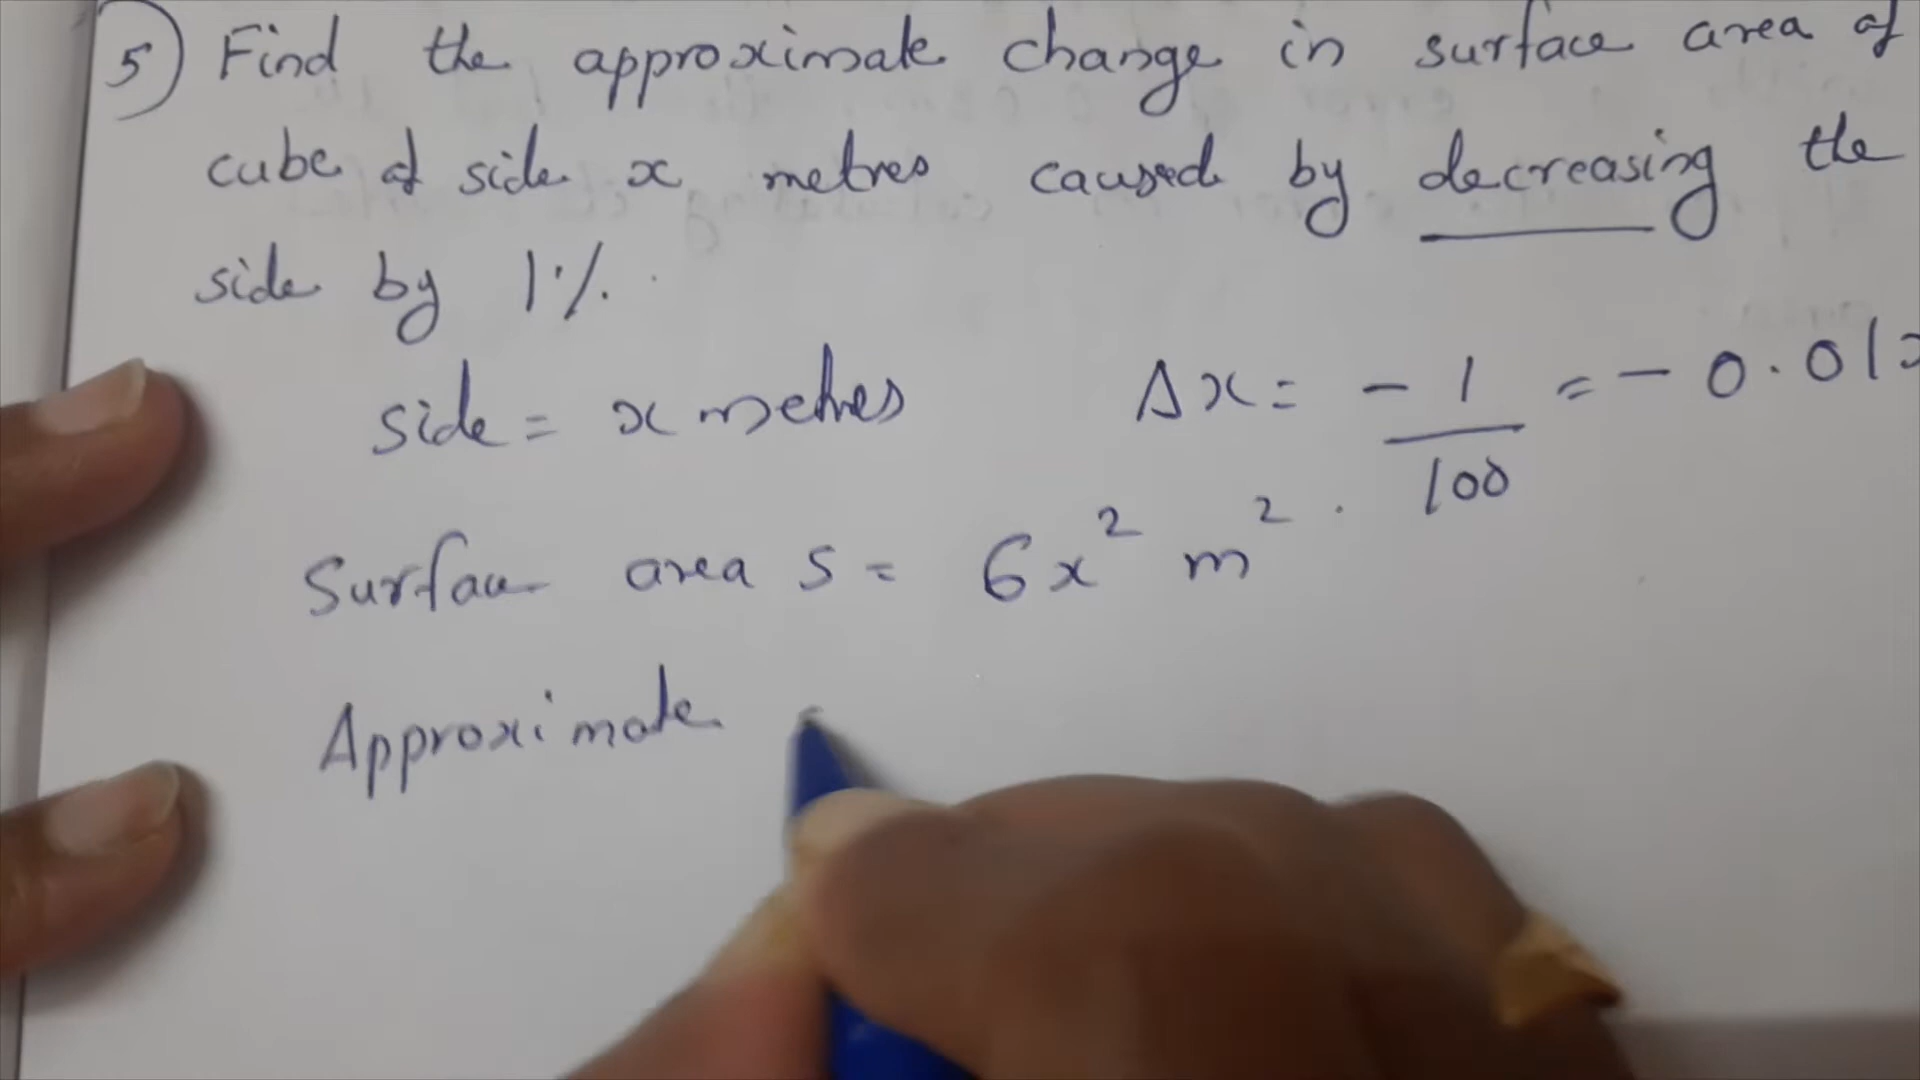 5) Find the approximate change in surface area of
cube of side x metres caused by decreasing the
side by 1%.
side = x metres Δx = -1/100 = -0.01x
Surface area S = 6x² m².
Approximate